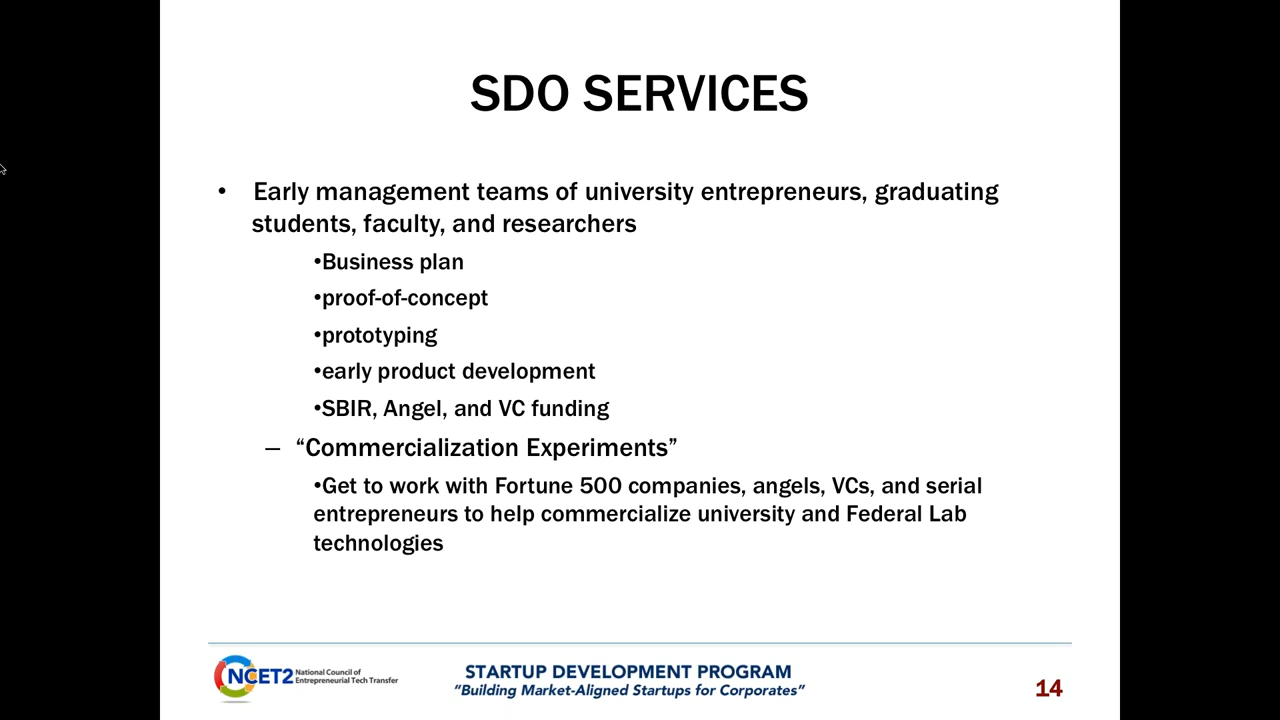 SDO SERVICES
• Early management teams of university entrepreneurs, graduating
students, faculty, and researchers
•Business plan
•proof-of-concept
•prototyping
•early product development
•SBIR, Angel, and VC funding
– “Commercialization Experiments”
•Get to work with Fortune 500 companies, angels, VCs, and serial
entrepreneurs to help commercialize university and Federal Lab
technologies
NCET2 National Council of
Entrepreneurial Tech Transfer
STARTUP DEVELOPMENT PROGRAM
“Building Market-Aligned Startups for Corporates”
14